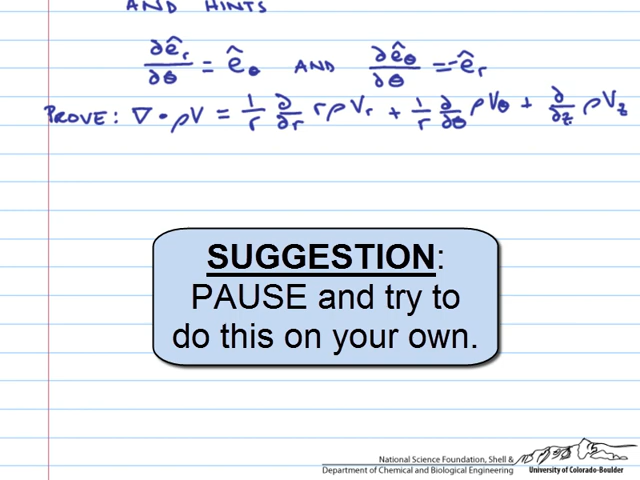 AND HINTS
∂ê_r/∂θ = ê_θ AND ∂ê_θ/∂θ = -ê_r
PROVE: ∇ · ρV = 1/r ∂/∂r rρV_r + 1/r ∂/∂θ ρV_θ + ∂/∂z ρV_z
SUGGESTION:
PAUSE and try to
do this on your own.
National Science Foundation, Shell &
Department of Chemical and Biological Engineering
University of Colorado-Boulder